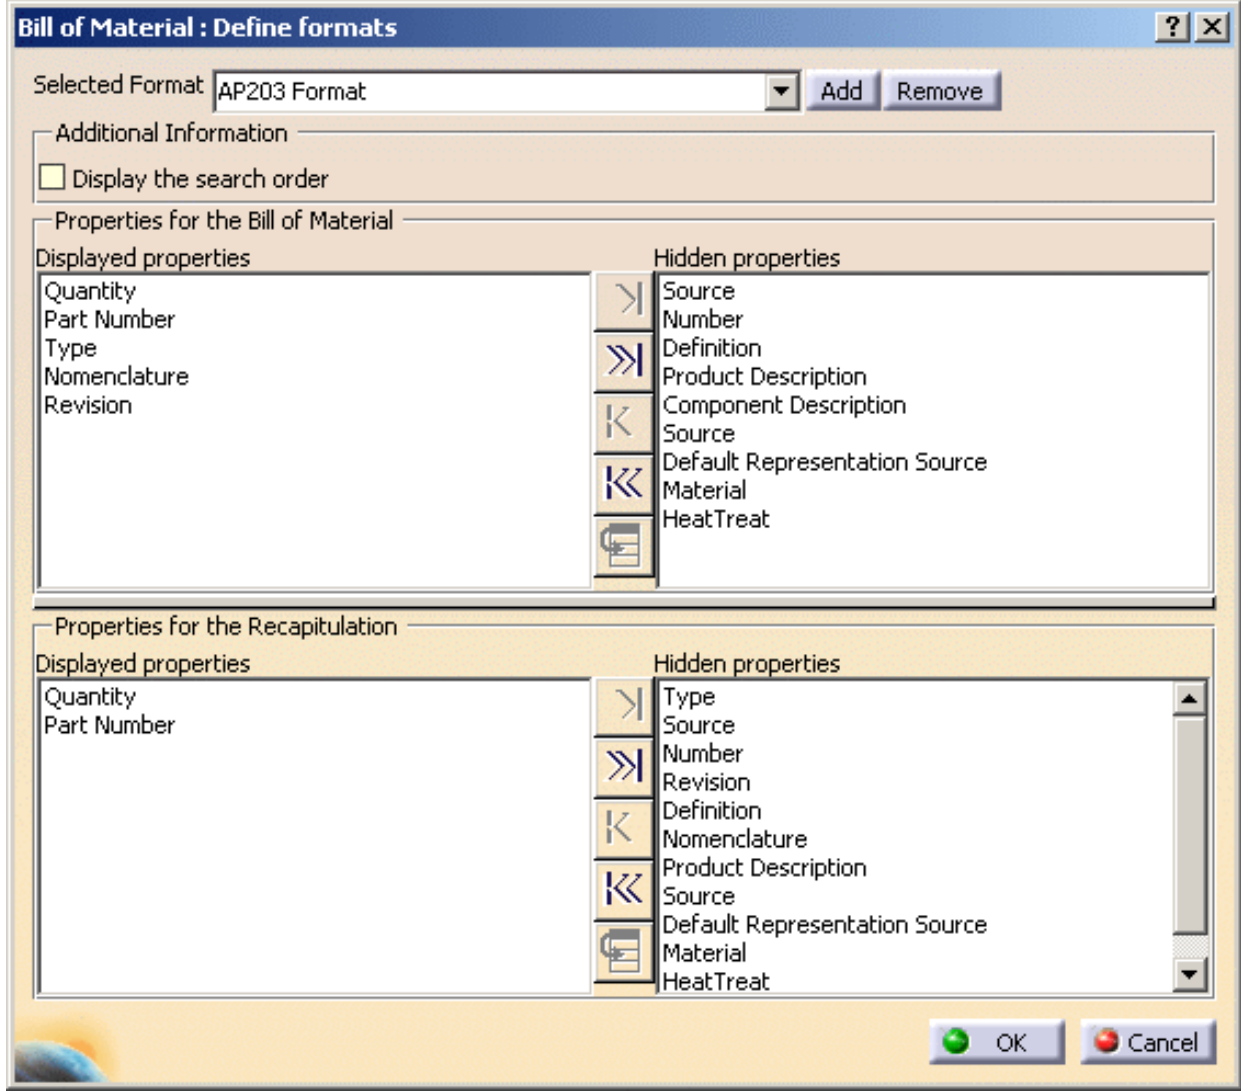 Bill of Material : Define formats
Selected Format AP203 Format Add Remove
Additional Information
Display the search order
Properties for the Bill of Material
Displayed properties
Quantity
Part Number
Type
Nomenclature
Revision
Hidden properties
Source
Number
Definition
Product Description
Component Description
Source
Default Representation Source
Material
HeatTreat
Properties for the Recapitulation
Displayed properties
Quantity
Part Number
Hidden properties
Type
Source
Number
Revision
Definition
Nomenclature
Product Description
Source
Default Representation Source
Material
HeatTreat
OK Cancel